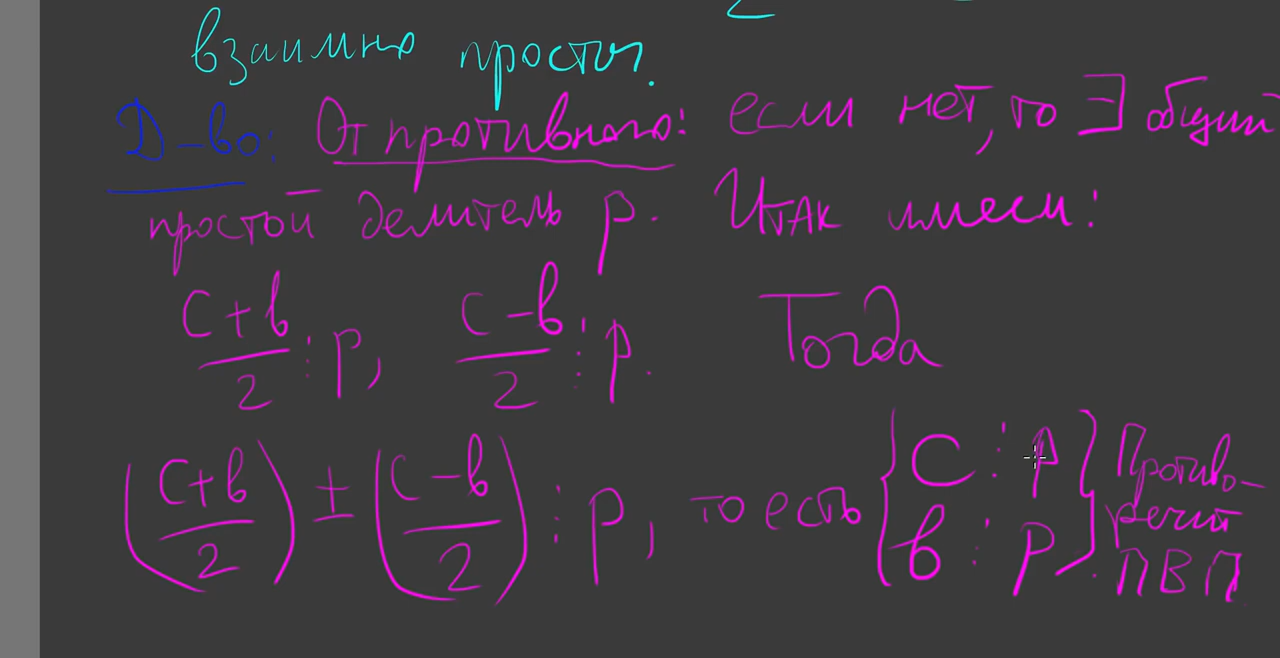 взаимно просты.
Д-во: От противного: если нет, то ∃ общий
простой делитель p. Итак имеем:
(c+b)/2 ⋮ p, (c-b)/2 ⋮ p. Тогда
((c+b)/2) ± ((c-b)/2) ⋮ p, то есть { c ⋮ p } Противо-
{ b ⋮ p } речит
ПВП